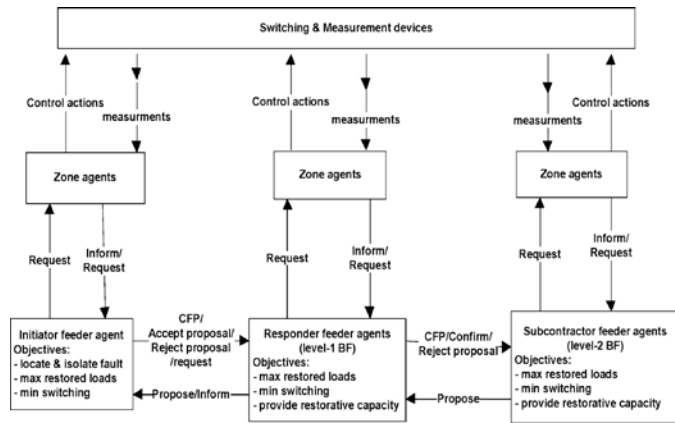 Switching & Measurement devices
Control actions
measurments
Control actions
measurments
measurments
Control actions
Zone agents
Zone agents
Zone agents
Request
Inform/
Request
Request
Inform/
Request
Request
Inform/
Request
Initiator feeder agent
Objectives:
- locate & isolate fault
- max restored loads
- min switching
CFP/
Accept proposal/
Reject proposal
/request
Propose/Inform
Responder feeder agents
(level-1 BF)
Objectives:
- max restored loads
- min switching
- provide restorative capacity
CFP/Confirm/
Reject proposal
Propose
Subcontractor feeder agents
(level-2 BF)
Objectives:
- max restored loads
- min switching
- provide restorative capacity